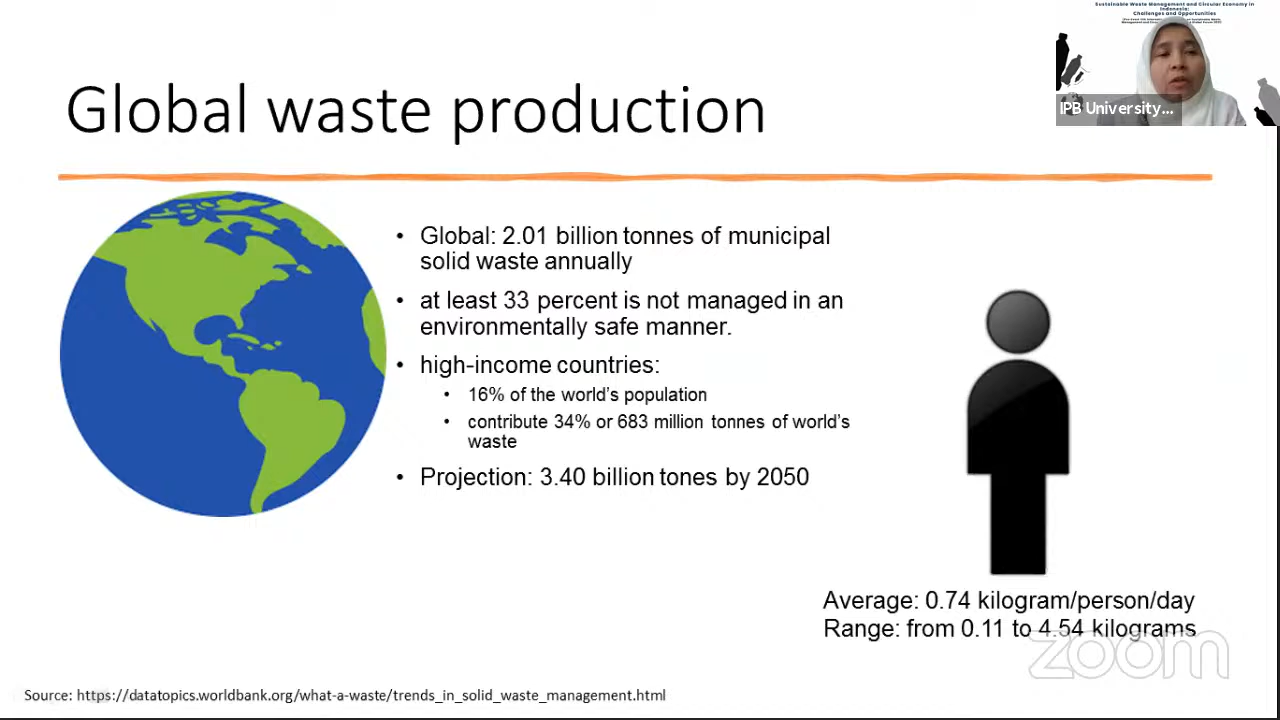 Sustainable Waste Management and Circular Economy in
Indonesia:
Challenges and Opportunities
IPB University...
Global waste production
• Global: 2.01 billion tonnes of municipal
solid waste annually
• at least 33 percent is not managed in an
environmentally safe manner.
• high-income countries:
• 16% of the world's population
• contribute 34% or 683 million tonnes of world's
waste
• Projection: 3.40 billion tones by 2050
Average: 0.74 kilogram/person/day
Range: from 0.11 to 4.54 kilograms
zoom
Source: https://datatopics.worldbank.org/what-a-waste/trends_in_solid_waste_management.html